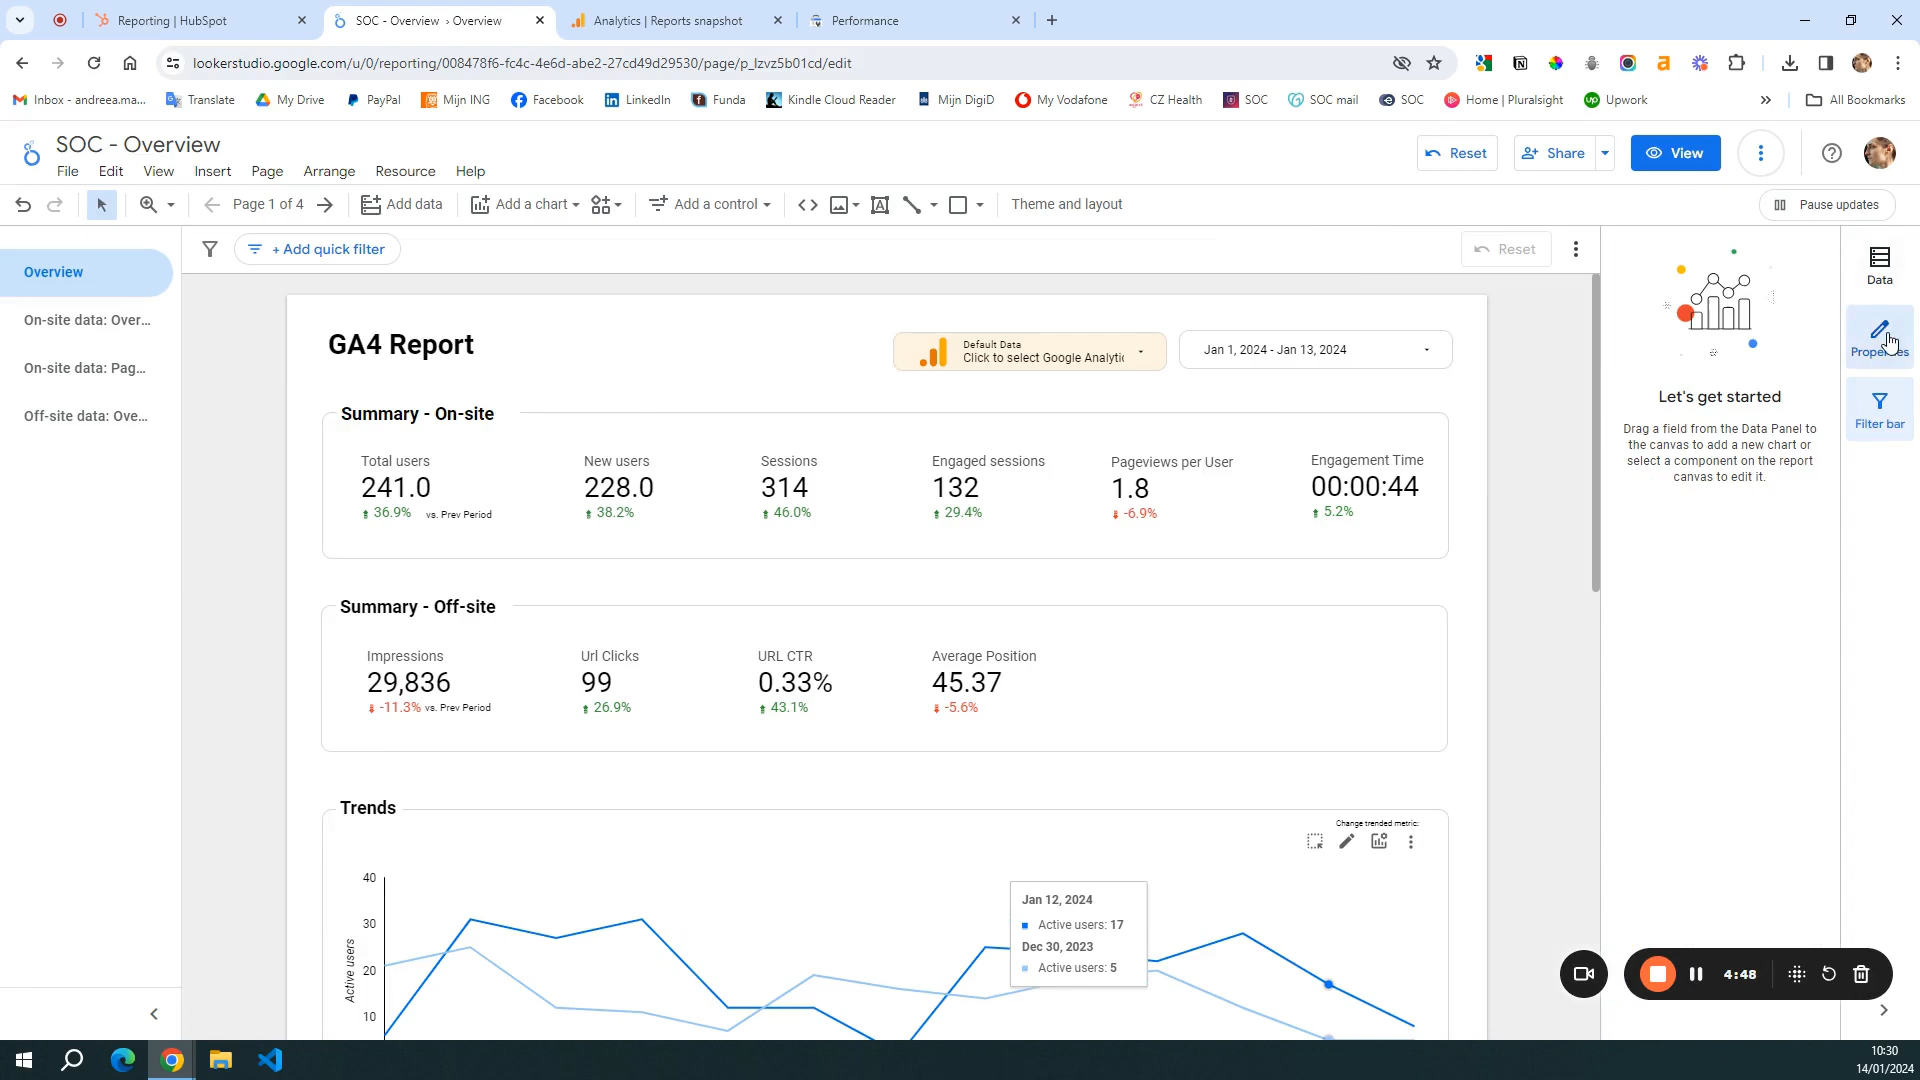 Reporting | HubSpot
SOC - Overview › Overview
Analytics | Reports snapshot
Performance
lookerstudio.google.com/u/0/reporting/008478f6-fc4c-4e6d-abe2-27cd49d29530/page/p_lzvz5b01cd/edit
Inbox - andreea.ma...
Translate
My Drive
PayPal
Mijn ING
Facebook
LinkedIn
Funda
Kindle Cloud Reader
Mijn DigiD
My Vodafone
CZ Health
SOC
SOC mail
SOC
Home | Pluralsight
Upwork
All Bookmarks
SOC - Overview
File Edit View Insert Page Arrange Resource Help
Reset
Share
View
Page 1 of 4
Add data
Add a chart
Add a control
Theme and layout
Pause updates
+ Add quick filter
Reset
Overview
On-site data: Over...
On-site data: Pag...
Off-site data: Ove...
GA4 Report
Default Data
Click to select Google Analytic
Jan 1, 2024 - Jan 13, 2024
Summary - On-site
Total users
241.0
36.9% vs. Prev Period
New users
228.0
38.2%
Sessions
314
46.0%
Engaged sessions
132
29.4%
Pageviews per User
1.8
-6.9%
Engagement Time
00:00:44
5.2%
Summary - Off-site
Impressions
29,836
-11.3% vs. Prev Period
Url Clicks
99
26.9%
URL CTR
0.33%
43.1%
Average Position
45.37
-5.6%
Trends
Change trended metric:
40
30
20
10
Active users
Jan 12, 2024
Active users: 17
Dec 30, 2023
Active users: 5
Let's get started
Drag a field from the Data Panel to
the canvas to add a new chart or
select a component on the report
canvas to edit it.
Data
Properties
Filter bar
4:48
10:30
14/01/2024